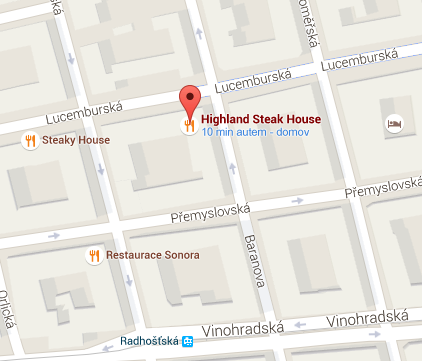 Lucemburská
Lucemburská
Highland Steak House
10 min autem - domov
Steaky House
Přemyslovská
Přemyslovská
Restaurace Sonora
Baranova
Orlická
Radhošťská
Vinohradská
Vinohradská